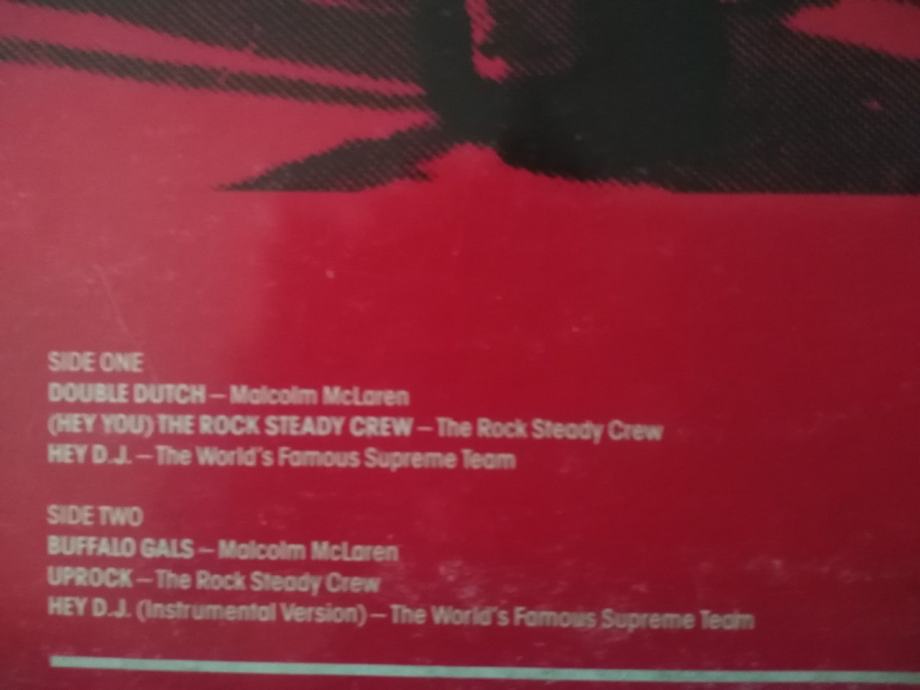 SIDE ONE
DOUBLE DUTCH – Malcolm McLaren
(HEY YOU) THE ROCK STEADY CREW – The Rock Steady Crew
HEY D.J. – The World's Famous Supreme Team
SIDE TWO
BUFFALO GALS – Malcolm McLaren
UPROCK – The Rock Steady Crew
HEY D.J. (Instrumental Version) – The World's Famous Supreme Team